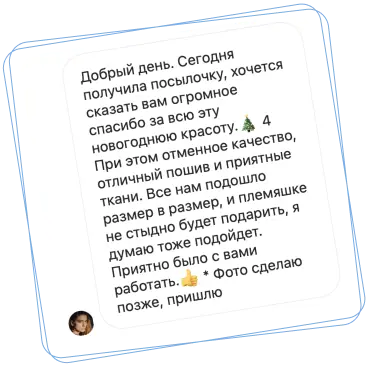 Добрый день. Сегодня
получила посылочку, хочется
сказать вам огромное
спасибо за всю эту
новогоднюю красоту.🎄 4
При этом отменное качество,
отличный пошив и приятные
ткани. Все нам подошло
размер в размер, и племяшке
не стыдно будет подарить, я
думаю тоже подойдет.
Приятно было с вами
работать.👍 * Фото сделаю
позже, пришлю